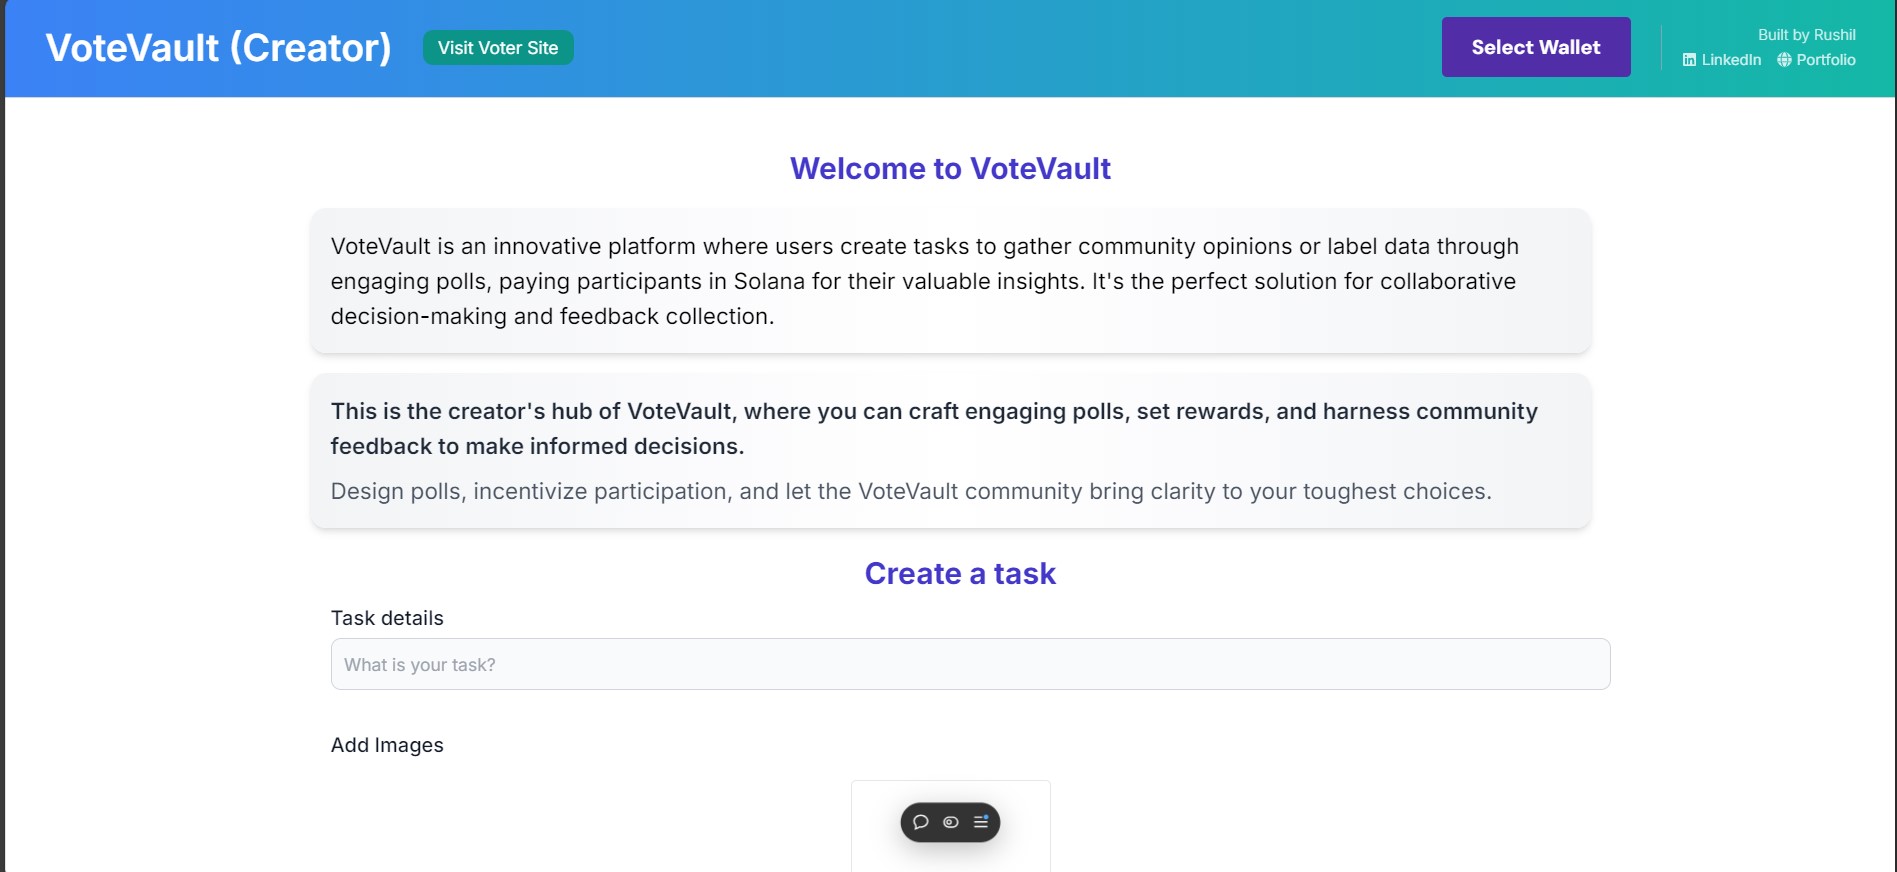 VoteVault (Creator)
Visit Voter Site
Select Wallet
Built by Rushil
LinkedIn
Portfolio
Welcome to VoteVault
VoteVault is an innovative platform where users create tasks to gather community opinions or label data through
engaging polls, paying participants in Solana for their valuable insights. It's the perfect solution for collaborative
decision-making and feedback collection.
This is the creator's hub of VoteVault, where you can craft engaging polls, set rewards, and harness community
feedback to make informed decisions.
Design polls, incentivize participation, and let the VoteVault community bring clarity to your toughest choices.
Create a task
Task details
What is your task?
Add Images